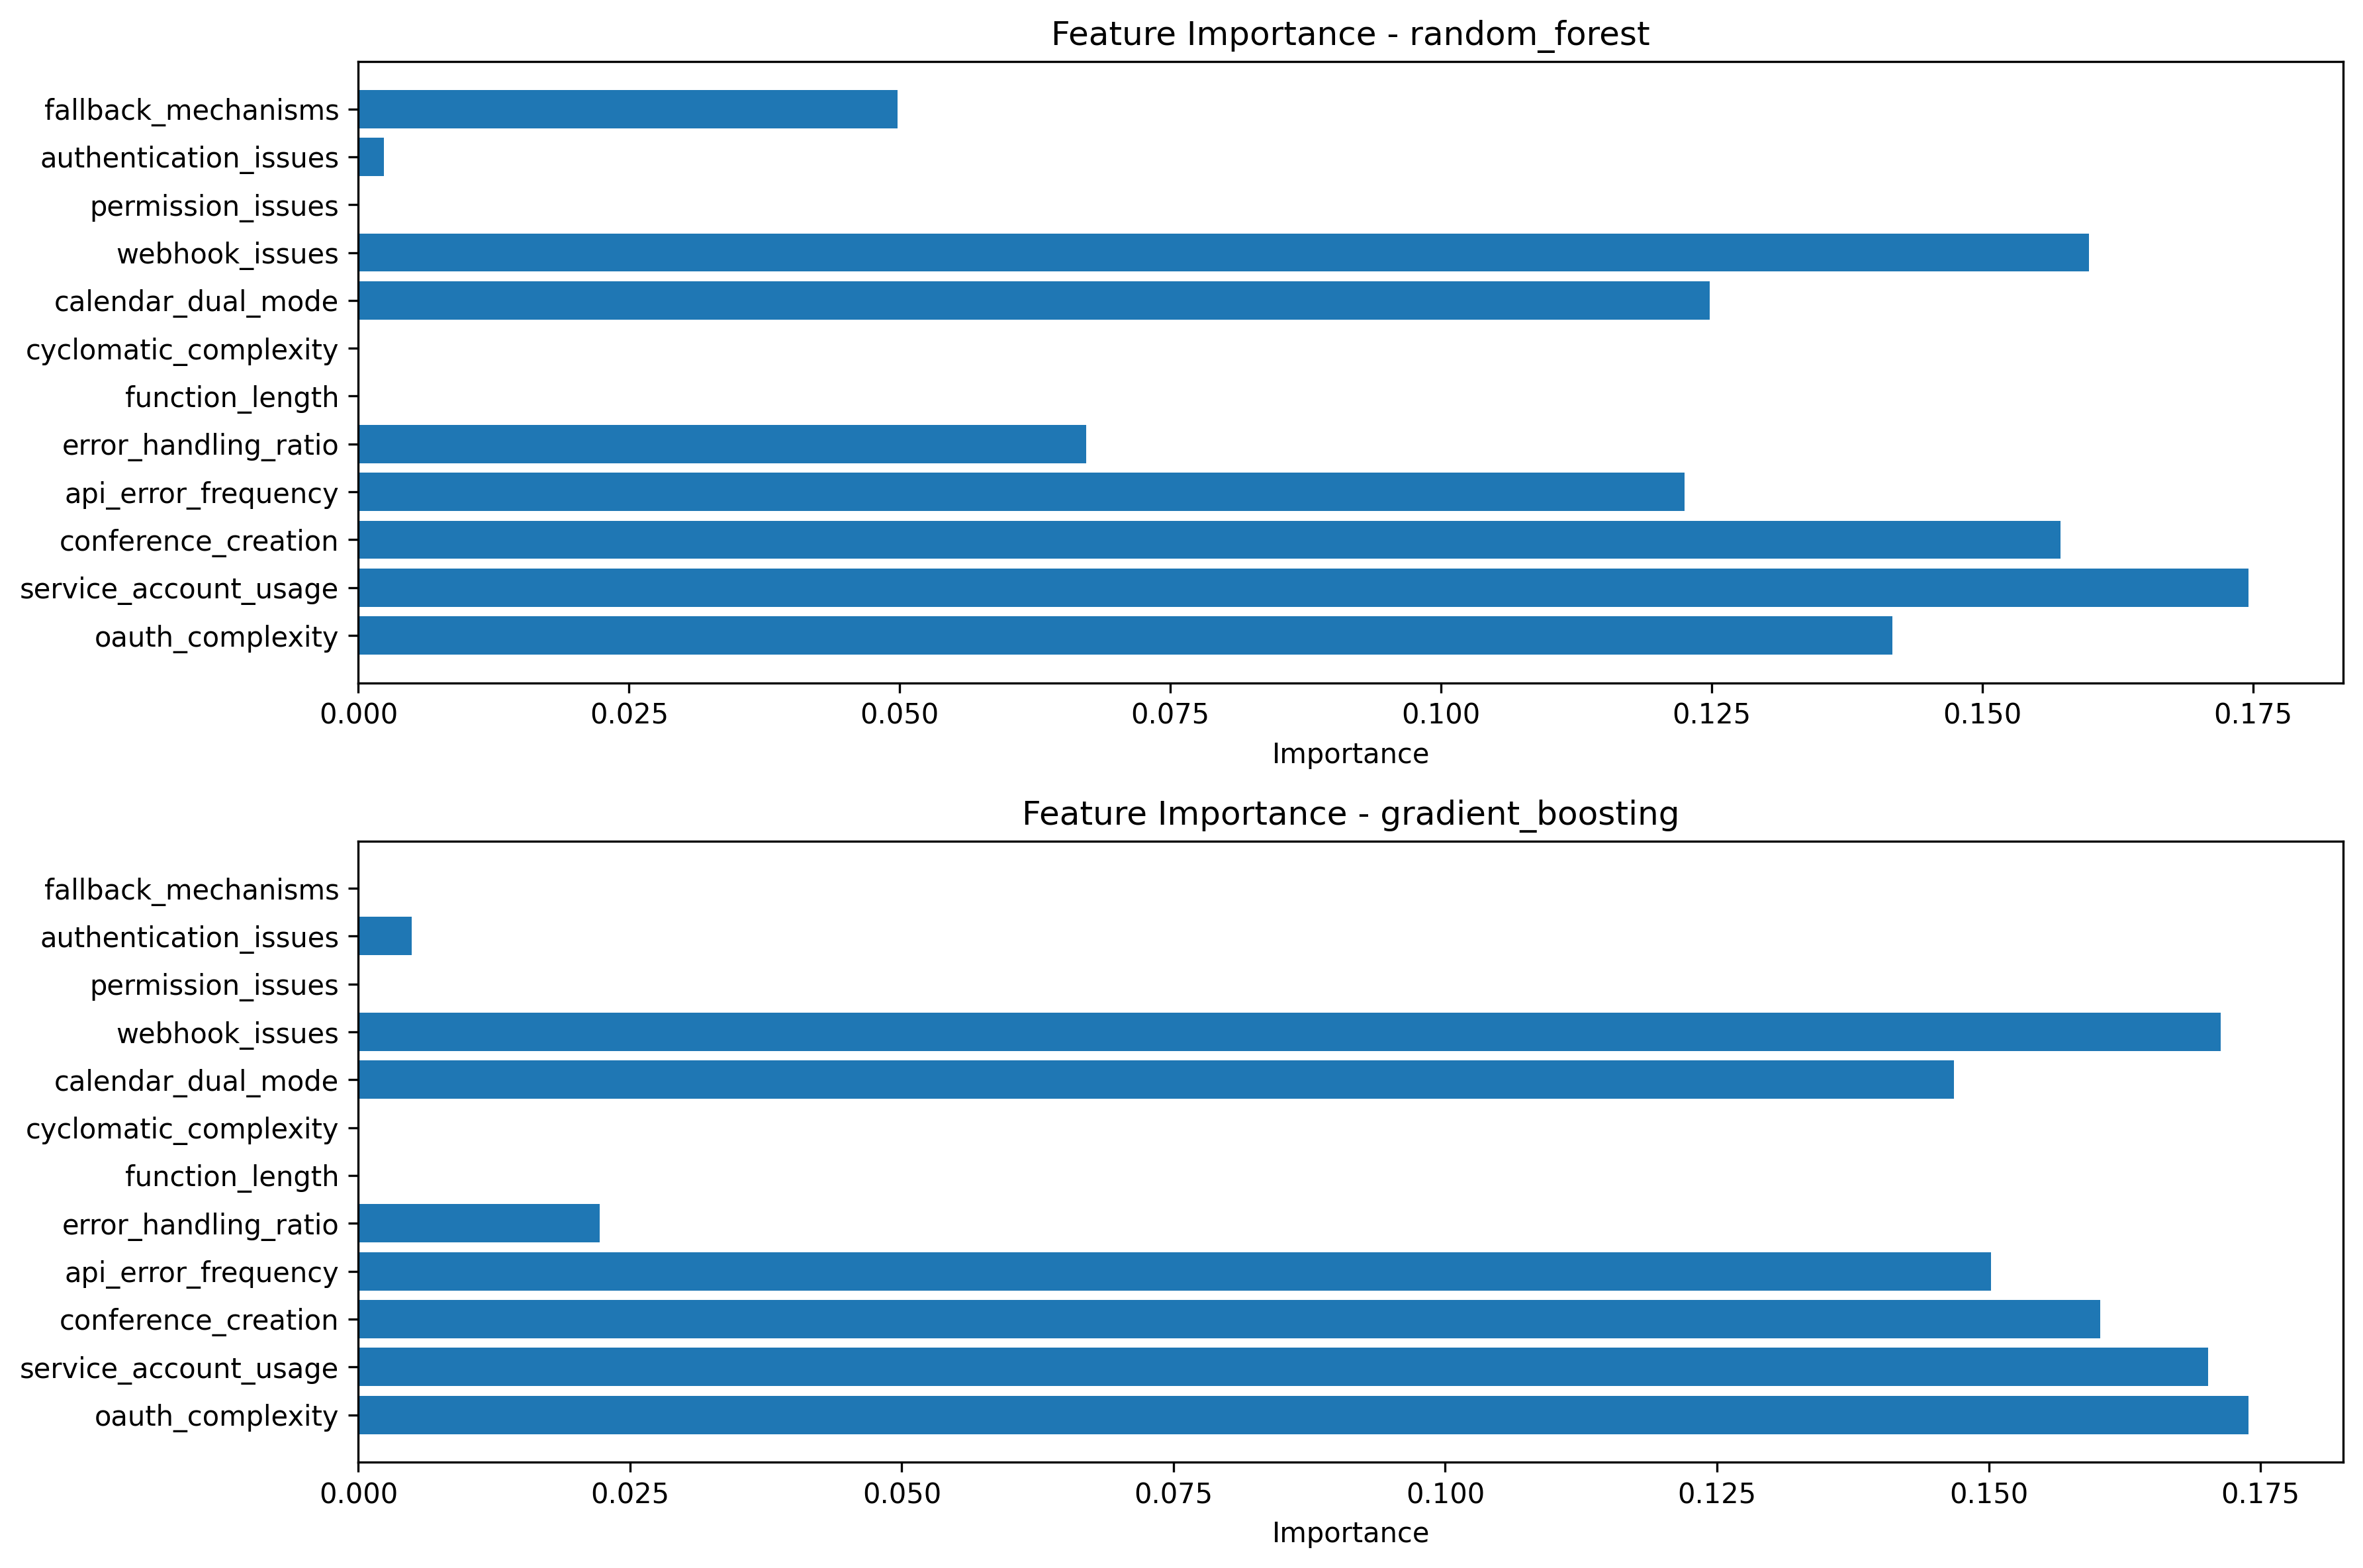 Feature Importance - random_forest
fallback_mechanisms
authentication_issues
permission_issues
webhook_issues
calendar_dual_mode
cyclomatic_complexity
function_length
error_handling_ratio
api_error_frequency
conference_creation
service_account_usage
oauth_complexity
0.000 0.025 0.050 0.075 0.100 0.125 0.150 0.175
Importance
Feature Importance - gradient_boosting
fallback_mechanisms
authentication_issues
permission_issues
webhook_issues
calendar_dual_mode
cyclomatic_complexity
function_length
error_handling_ratio
api_error_frequency
conference_creation
service_account_usage
oauth_complexity
0.000 0.025 0.050 0.075 0.100 0.125 0.150 0.175
Importance